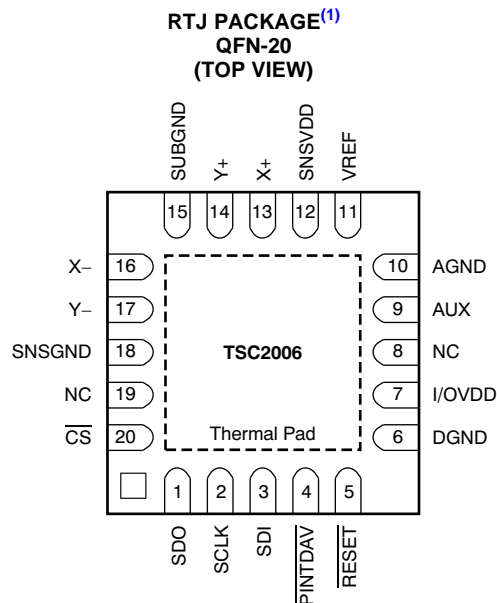 RTJ PACKAGE(1)
QFN-20
(TOP VIEW)
SUBGND Y+ X+ SNSVDD VREF
15 14 13 12 11
X– 16 10 AGND
Y– 17 9 AUX
SNSGND 18 TSC2006 8 NC
NC 19 7 I/OVDD
CS 20 Thermal Pad 6 DGND
1 2 3 4 5
SDO SCLK SDI PINTDAV RESET